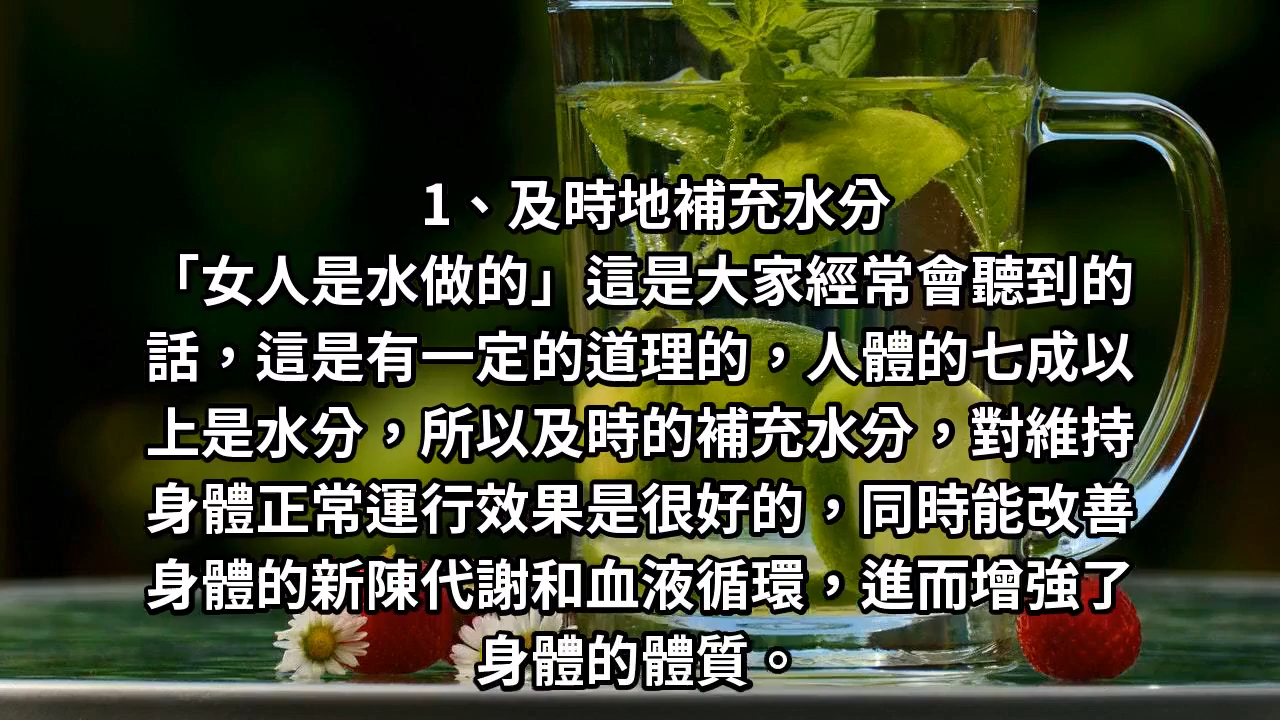 1、及時地補充水分
「女人是水做的」這是大家經常會聽到的
話，這是有一定的道理的，人體的七成以
上是水分，所以及時的補充水分，對維持
身體正常運行效果是很好的，同時能改善
身體的新陳代謝和血液循環，進而增強了
身體的體質。